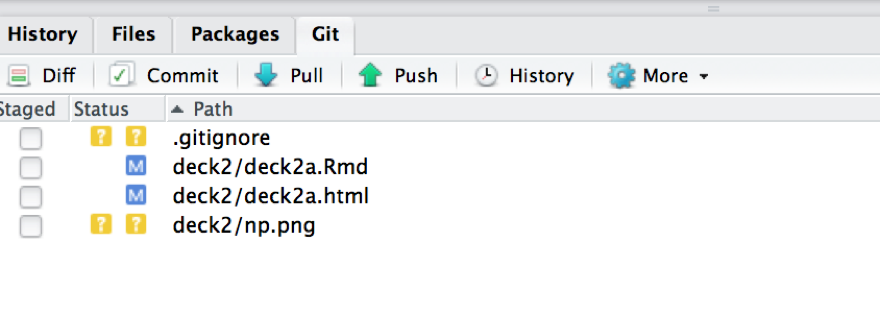 History Files Packages Git
Diff Commit Pull Push History More
Staged Status Path
? ? .gitignore
M deck2/deck2a.Rmd
M deck2/deck2a.html
? ? deck2/np.png